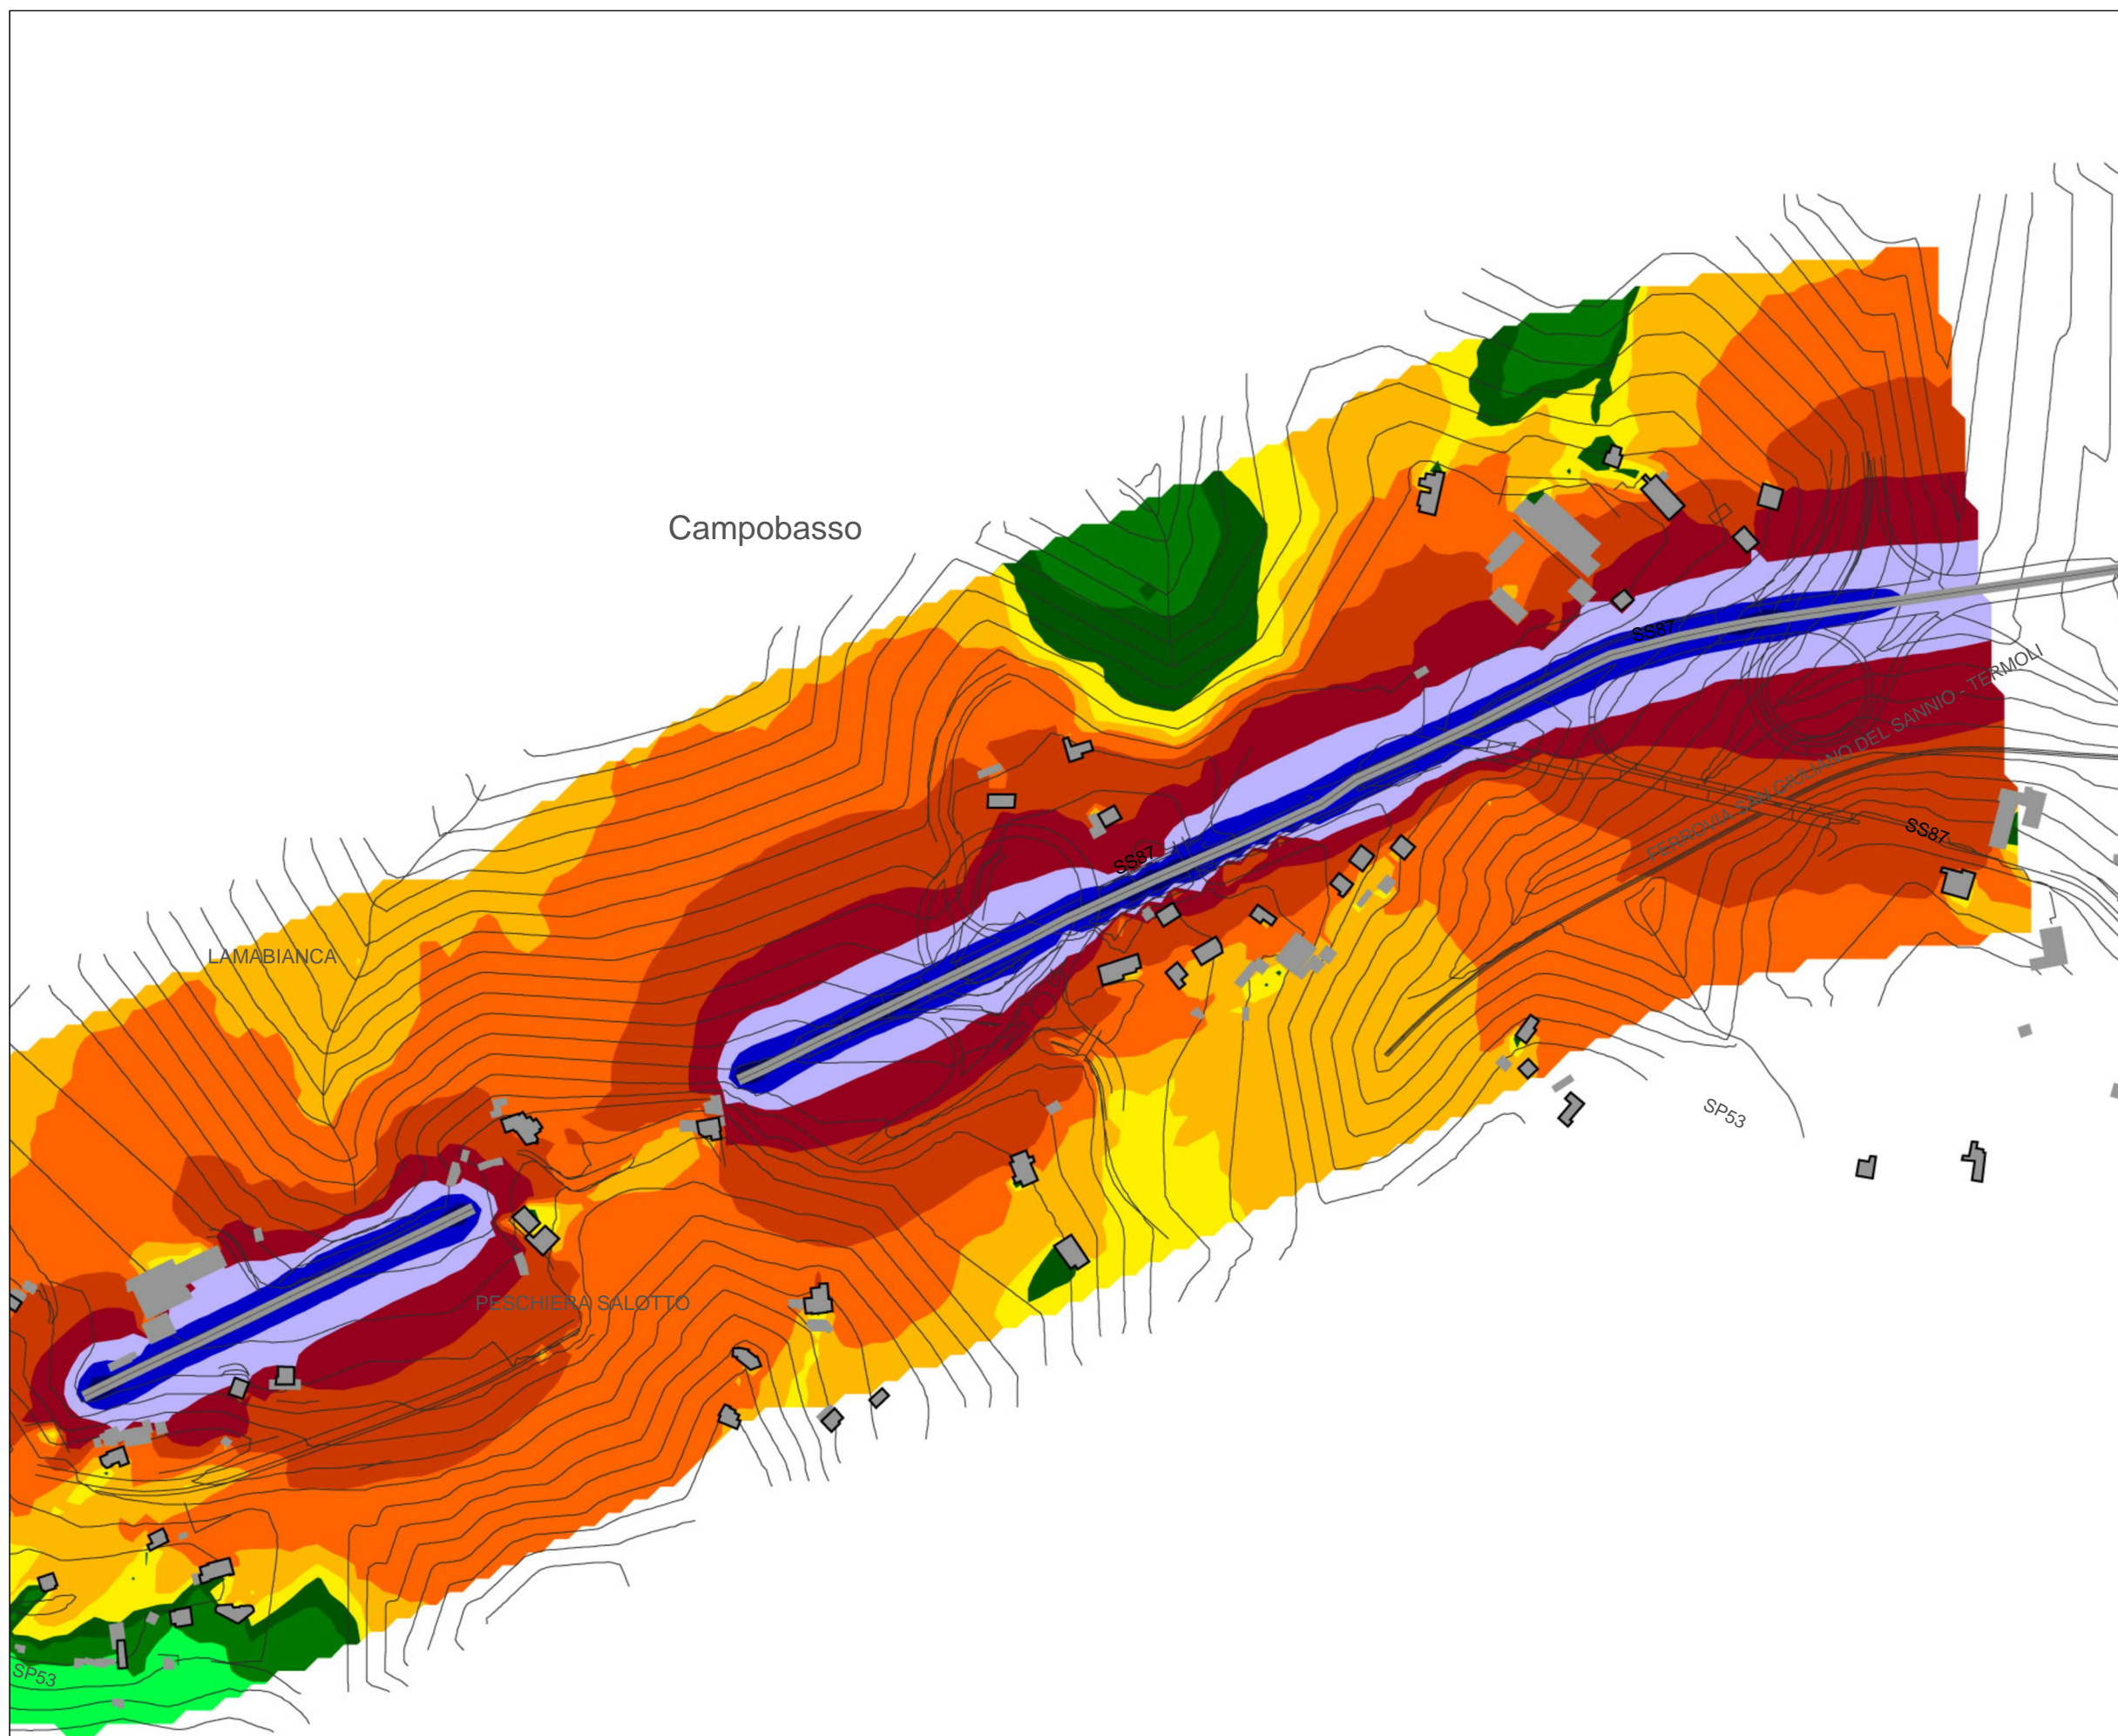 Campobasso
SS87
FERROVIA SAN GIULIANO DEL SANNIO - TERMOLI
SS87
SS87
LAMABIANCA
SP53
PESCHIERA SALOTTO
SP53